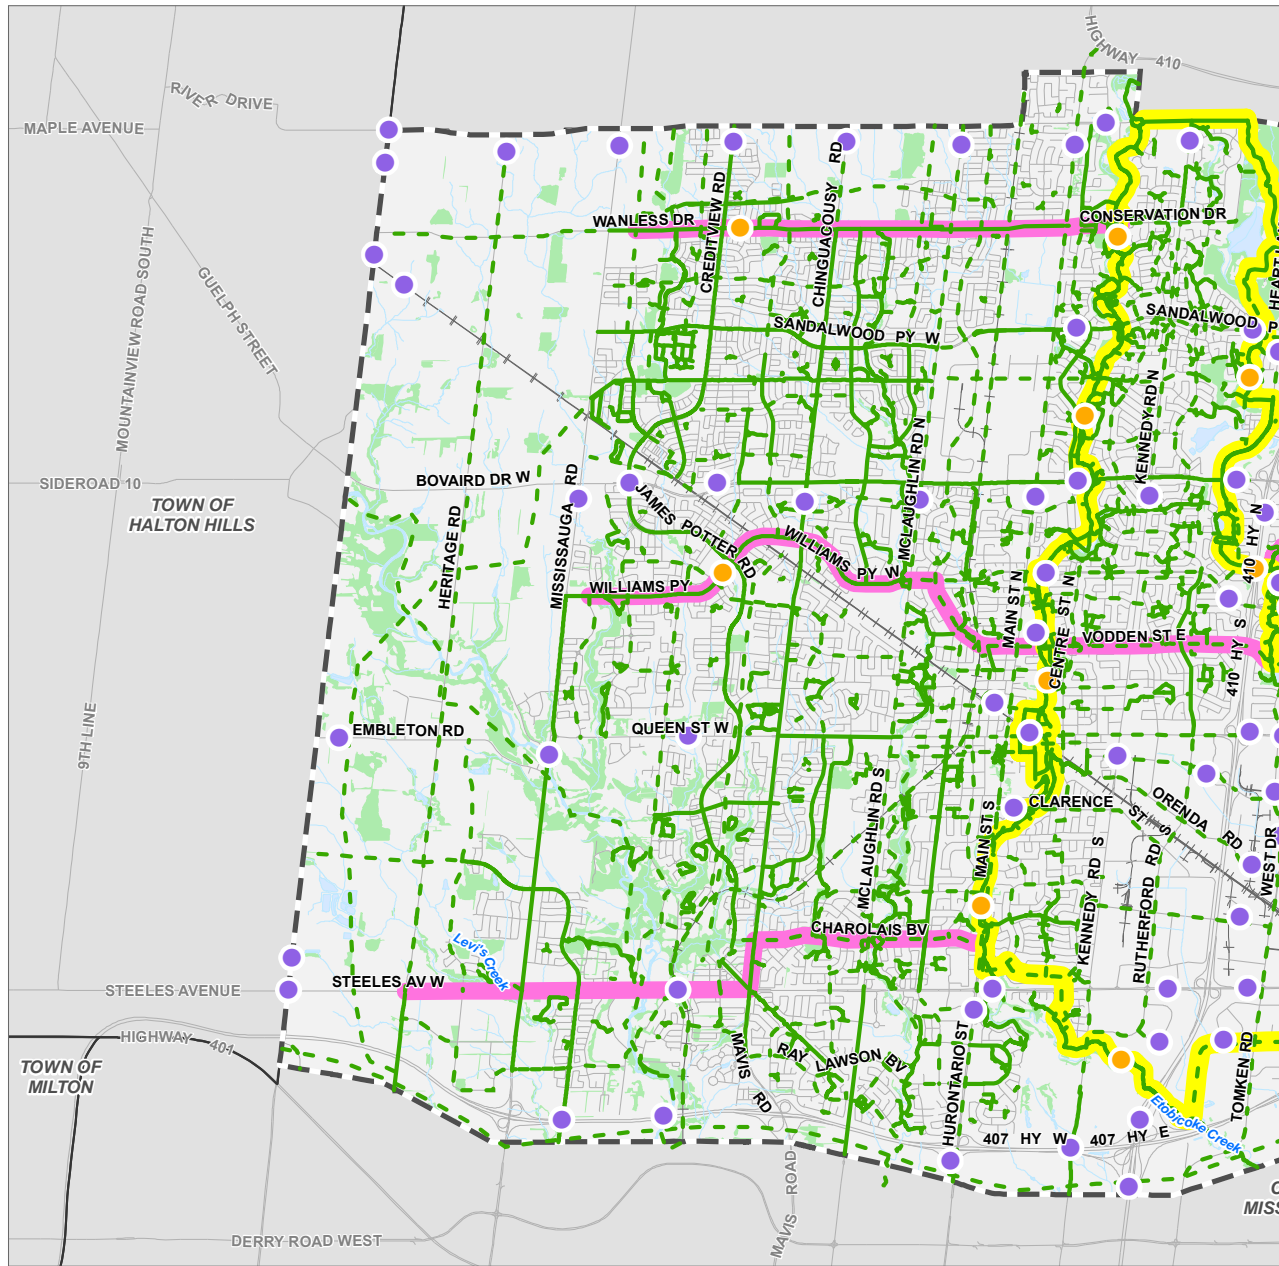 HIGHWAY 410
RIVER DRIVE
MAPLE AVENUE
WANLESS DR
CONSERVATION DR
CREDITVIEW RD
CHINGUACOUSY RD
MOUNTAINVIEW ROAD SOUTH
GUELPH STREET
SANDALWOOD PY W
SANDALWOOD P
HEART
KENNEDY RD N
MCLAUGHLIN RD N
SIDEROAD 10
BOVAIRD DR W
TOWN OF
HALTON HILLS
HERITAGE RD
MISSISSAUGA RD
JAMES POTTER RD
WILLIAMS PY W
WILLIAMS PY
410 HY N
MAIN ST N
CENTRE ST N
VODDEN ST E
410 HY S
9TH LINE
EMBLETON RD
QUEEN ST W
CLARENCE ST S
ORENDA RD
MCLAUGHLIN RD S
MAIN ST S
KENNEDY RD S
RUTHERFORD RD
WEST DR
CHAROLAIS BV
Levi's Creek
STEELES AVENUE
STEELES AV W
HIGHWAY 401
TOWN OF
MILTON
MAVIS RD
RAY LAWSON BV
HURONTARIO ST
TOMKEN RD
Etobicoke Creek
407 HY W
407 HY E
MAVIS ROAD
DERRY ROAD WEST
C
MISS